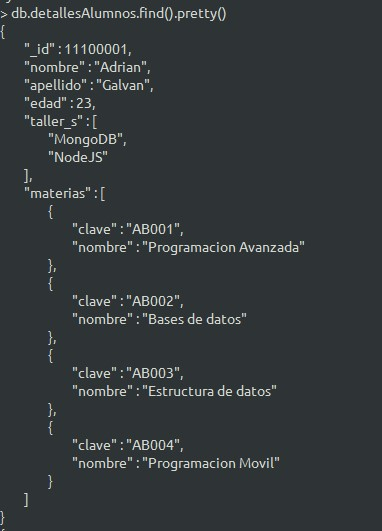 > db.detallesAlumnos.find().pretty()
{
"_id" : 11100001,
"nombre" : "Adrian",
"apellido" : "Galvan",
"edad" : 23,
"taller_s" : [
"MongoDB",
"NodeJS"
],
"materias" : [
{
"clave" : "AB001",
"nombre" : "Programacion Avanzada"
},
{
"clave" : "AB002",
"nombre" : "Bases de datos"
},
{
"clave" : "AB003",
"nombre" : "Estructura de datos"
},
{
"clave" : "AB004",
"nombre" : "Programacion Movil"
}
]
}